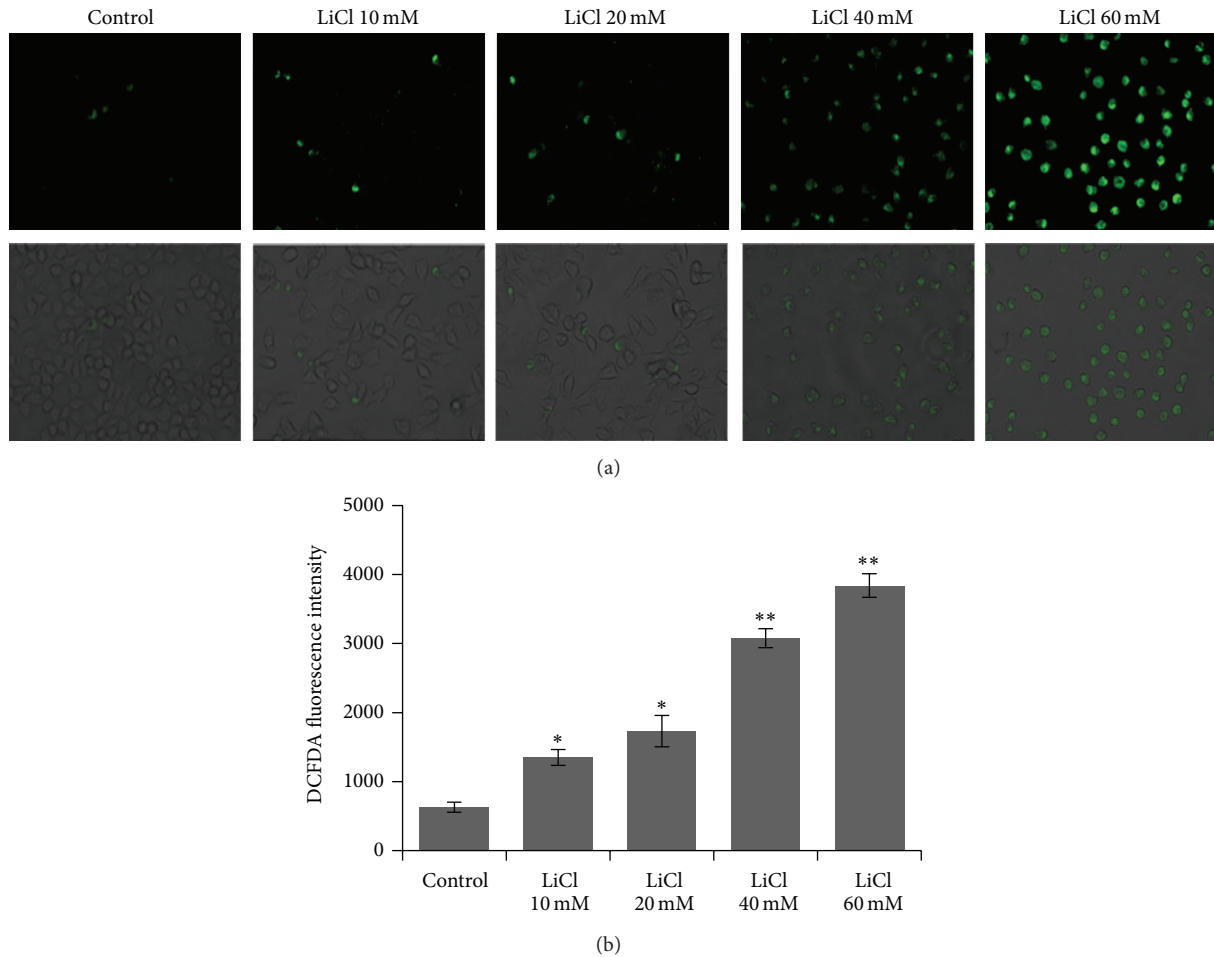 Control LiCl 10 mM LiCl 20 mM LiCl 40 mM LiCl 60 mM
(a)
DCFDA fluorescence intensity
5000
4000
3000
2000
1000
0
*
*
**
**
Control LiCl 10 mM LiCl 20 mM LiCl 40 mM LiCl 60 mM
(b)